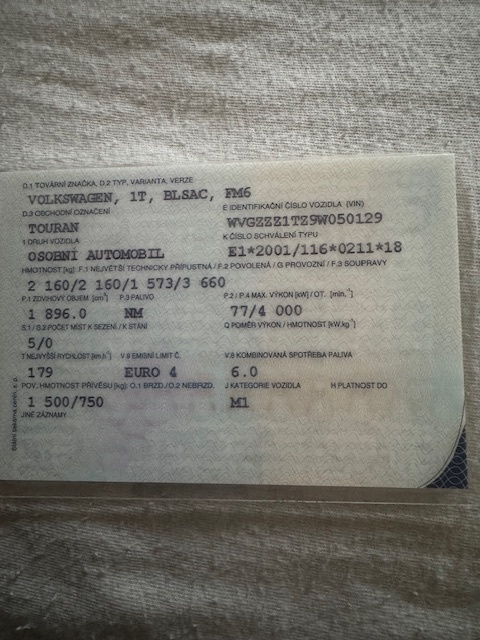 D.1 TOVÁRNÍ ZNAČKA, D.2 TYP, VARIANTA, VERZE
VOLKSWAGEN, 1T, BLSAC, FM6
D.3 OBCHODNÍ OZNAČENÍ E IDENTIFIKAČNÍ ČÍSLO VOZIDLA (VIN)
TOURAN WVGZZZ1TZ9W050129
1 DRUH VOZIDLA K ČÍSLO SCHVÁLENÍ TYPU
OSOBNÍ AUTOMOBIL E1*2001/116*0211*18
HMOTNOST [kg]: F.1 NEJVĚTŠÍ TECHNICKY PŘÍPUSTNÁ / F.2 POVOLENÁ / G PROVOZNÍ / F.3 SOUPRAVY
2 160/2 160/1 573/3 660
P.1 ZDVIHOVÝ OBJEM [cm³] P.3 PALIVO P.2 / P.4 MAX. VÝKON [kW] / OT. [min.⁻¹]
1 896.0 NM 77/4 000
S.1 / S.2 POČET MÍST K SEZENÍ / K STÁNÍ Q POMĚR VÝKON / HMOTNOST [kW.kg⁻¹]
5/0
T NEJVYŠŠÍ RYCHLOST [km.h⁻¹] V.9 EMISNÍ LIMIT Č. V.8 KOMBINOVANÁ SPOTŘEBA PALIVA
179 EURO 4 6.0
POV. HMOTNOST PŘÍVĚSU [kg]: O.1 BRZD./O.2 NEBRZD. J KATEGORIE VOZIDLA H PLATNOST DO
1 500/750 M1
JINÉ ZÁZNAMY